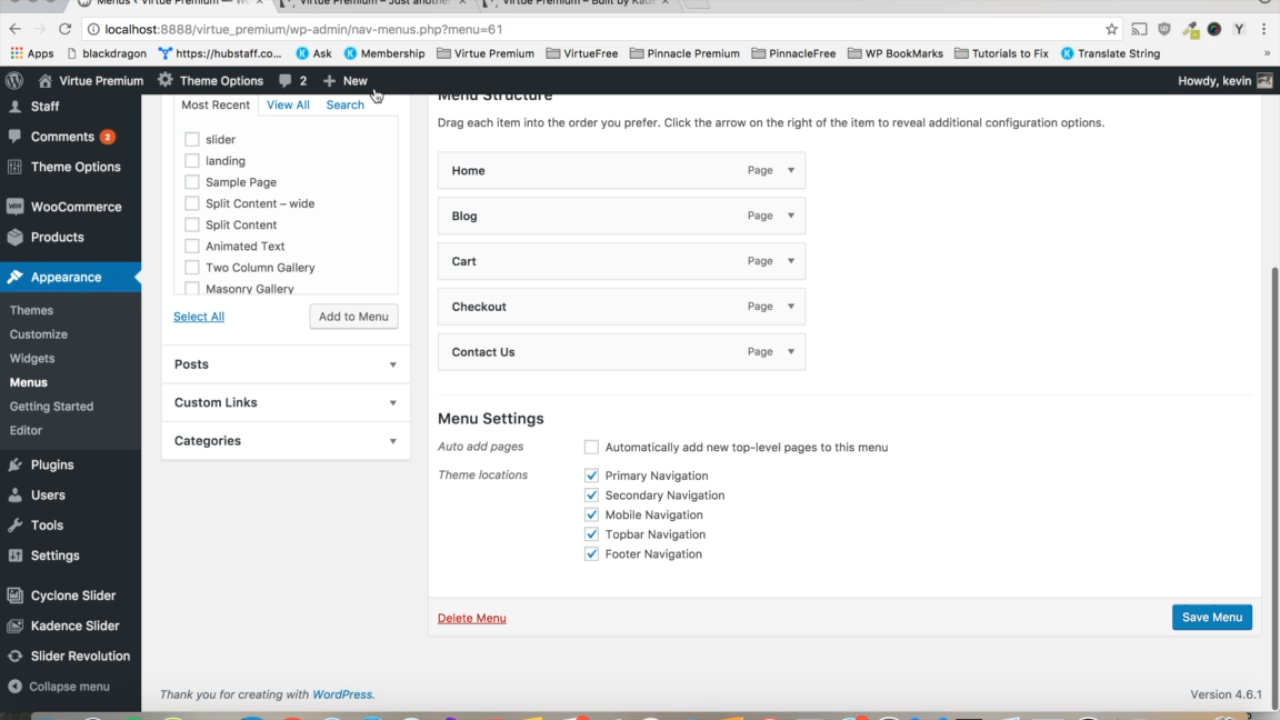 Menus ‹ Virtue Premium — Wo
Virtue Premium – Just another
Virtue Premium – Built by Kade
localhost:8888/virtue_premium/wp-admin/nav-menus.php?menu=61
Apps blackdragon https://hubstaff.co... Ask Membership Virtue Premium VirtueFree Pinnacle Premium PinnacleFree WP BookMarks Tutorials to Fix Translate String »
Virtue Premium Theme Options 2 + New Howdy, kevin
Staff
Comments 2
Theme Options
WooCommerce
Products
Appearance
Themes
Customize
Widgets
Menus
Getting Started
Editor
Plugins
Users
Tools
Settings
Cyclone Slider
Kadence Slider
Slider Revolution
Collapse menu
Most Recent View All Search
slider
landing
Sample Page
Split Content – wide
Split Content
Animated Text
Two Column Gallery
Masonry Gallery
Select All Add to Menu
Posts
Custom Links
Categories
Menu Structure
Drag each item into the order you prefer. Click the arrow on the right of the item to reveal additional configuration options.
Home Page
Blog Page
Cart Page
Checkout Page
Contact Us Page
Menu Settings
Auto add pages Automatically add new top-level pages to this menu
Theme locations Primary Navigation
Secondary Navigation
Mobile Navigation
Topbar Navigation
Footer Navigation
Delete Menu Save Menu
Thank you for creating with WordPress. Version 4.6.1